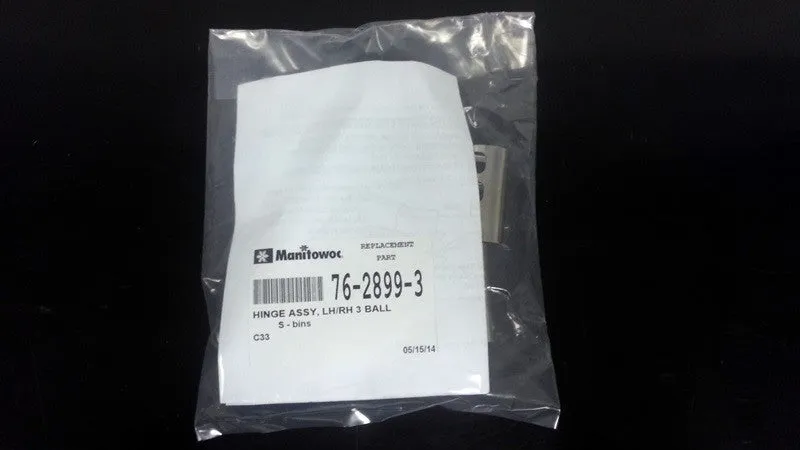 Manitowoc REPLACEMENT PART
76-2899-3
HINGE ASSY, LH/RH 3 BALL
S - bins
C33
05/15/14